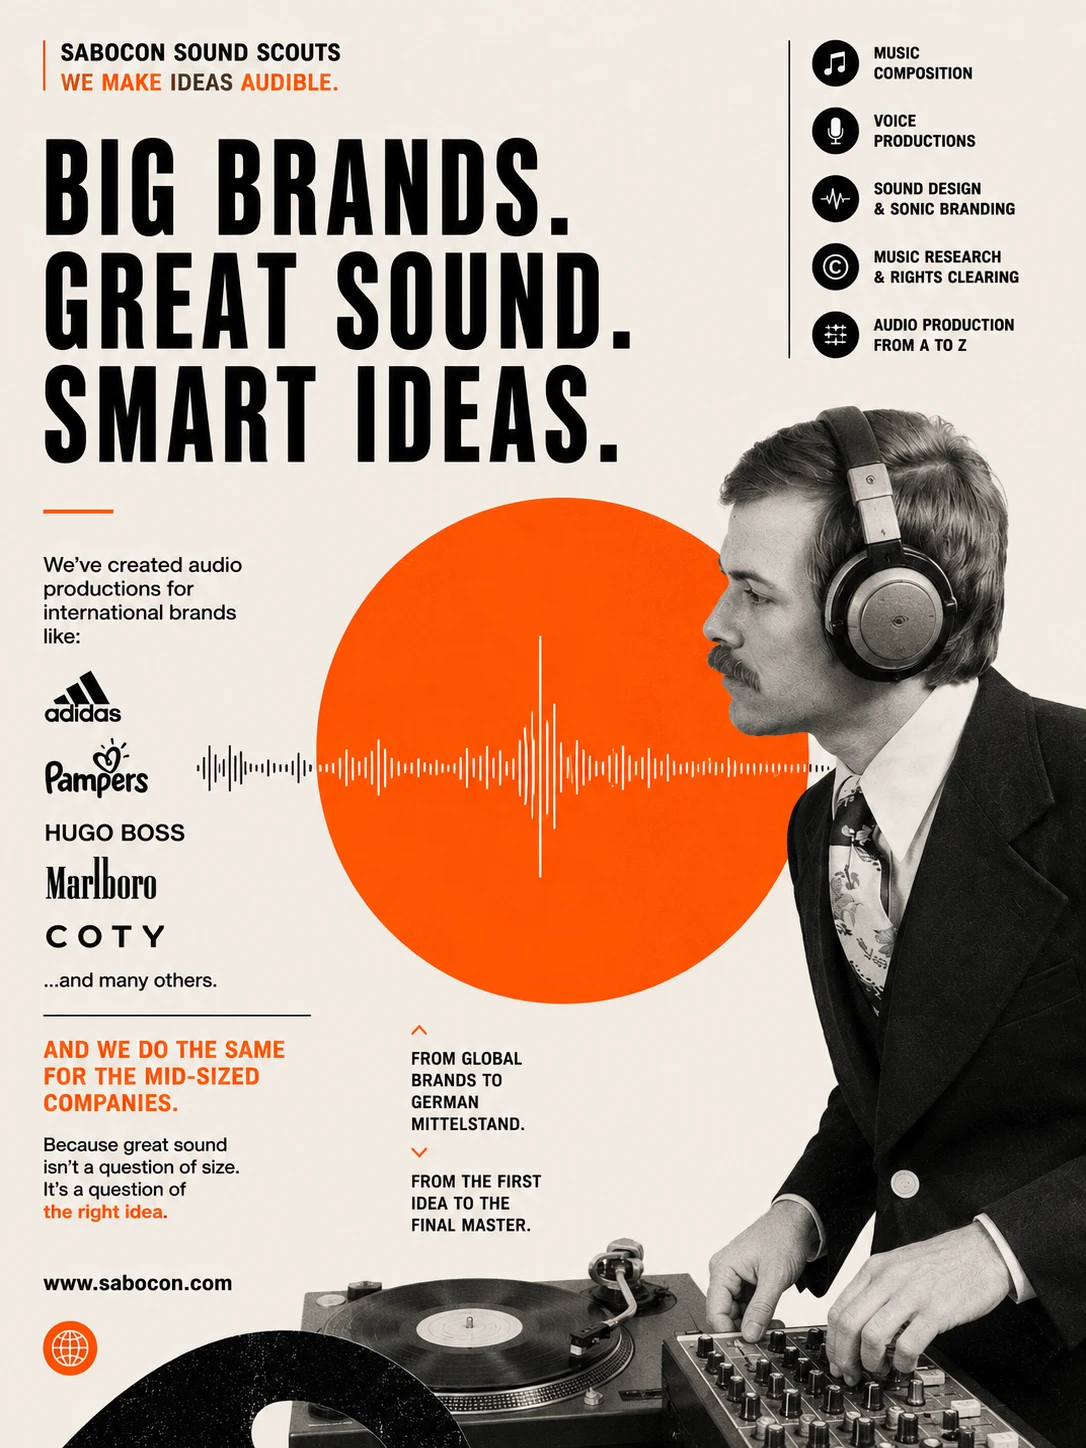 SABOCON SOUND SCOUTS
WE MAKE IDEAS AUDIBLE.
BIG BRANDS.
GREAT SOUND.
SMART IDEAS.
MUSIC
COMPOSITION
VOICE
PRODUCTIONS
SOUND DESIGN
& SONIC BRANDING
©
MUSIC RESEARCH
& RIGHTS CLEARING
AUDIO PRODUCTION
FROM A TO Z
We've created audio
productions for
international brands
like:
adidas
Pampers
HUGO BOSS
Marlboro
COTY
...and many others.
AND WE DO THE SAME
FOR THE MID-SIZED
COMPANIES.
Because great sound
isn't a question of size.
It's a question of
the right idea.
FROM GLOBAL
BRANDS TO
GERMAN
MITTELSTAND.
FROM THE FIRST
IDEA TO THE
FINAL MASTER.
www.sabocon.com